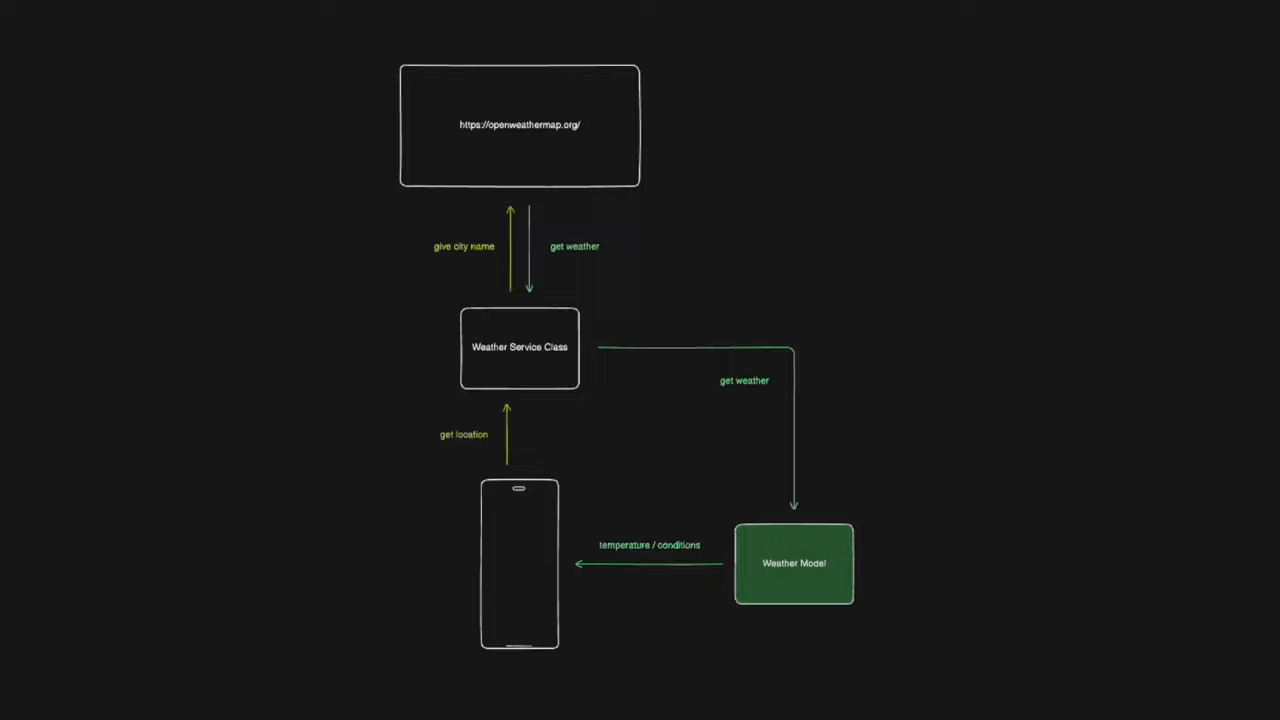 https://openweathermap.org/
give city name
get weather
Weather Service Class
get weather
get location
temperature / conditions
Weather Model